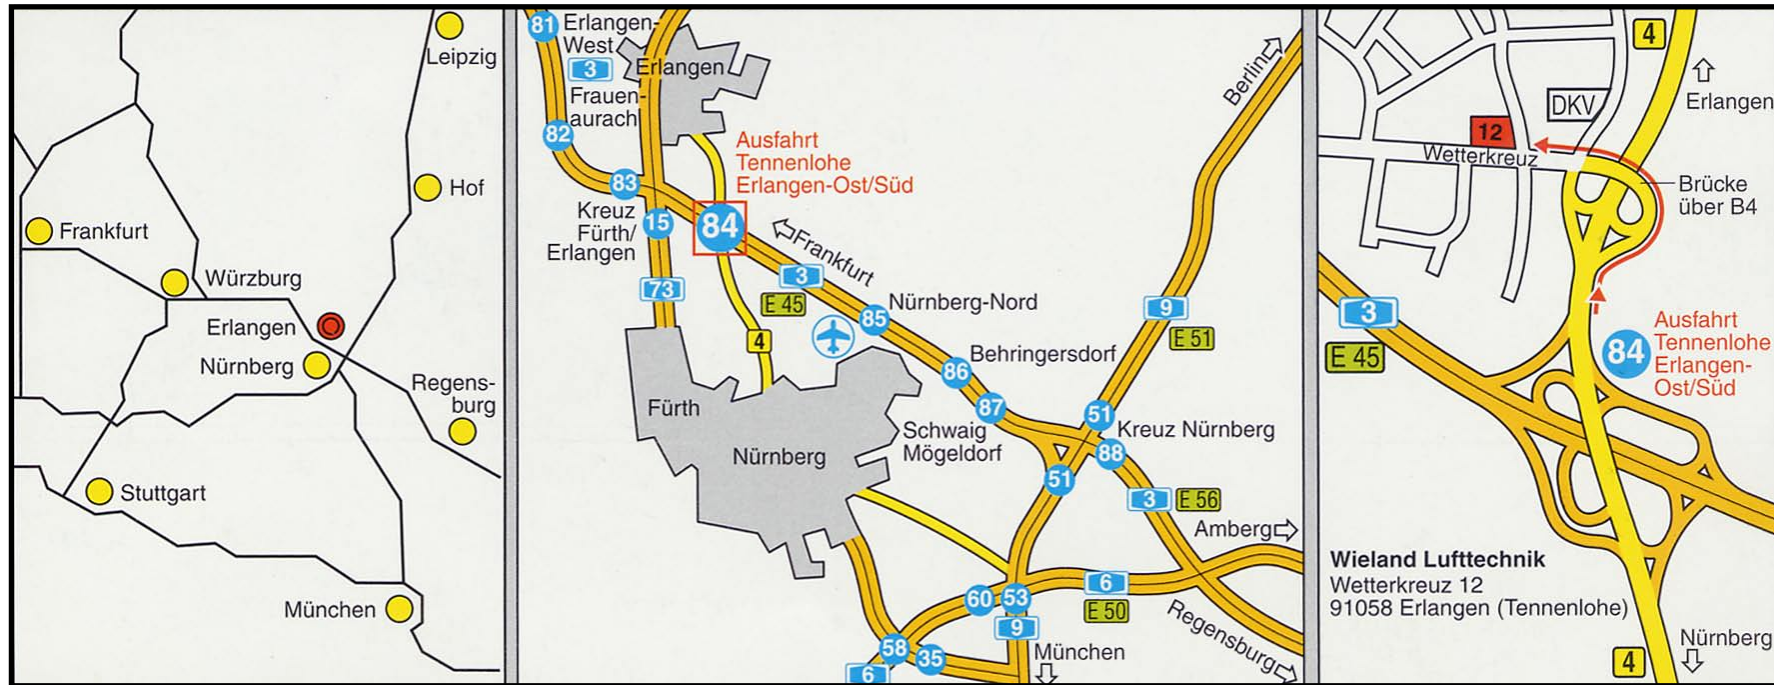 Leipzig
Hof
Frankfurt
Würzburg
Erlangen
Nürnberg
Regens-
burg
Stuttgart
München
81
Erlangen-
West
3
Erlangen
Frauen-
aurach
82
Ausfahrt
Tennenlohe
Erlangen-Ost/Süd
83
Kreuz
Fürth/
Erlangen
15
84
Frankfurt
73
3
E 45
4
85
Nürnberg-Nord
86
Behringersdorf
87
Schwaig
Mögeldorf
Fürth
Nürnberg
Berlin
9
E 51
51
Kreuz Nürnberg
88
51
3
E 56
Amberg
6
E 50
60
53
9
58
35
6
München
Regensburg
4
Erlangen
DKV
12
Wetterkreuz
Brücke
über B4
3
E 45
84
Ausfahrt
Tennenlohe
Erlangen-
Ost/Süd
Wieland Lufttechnik
Wetterkreuz 12
91058 Erlangen (Tennenlohe)
4
Nürnberg